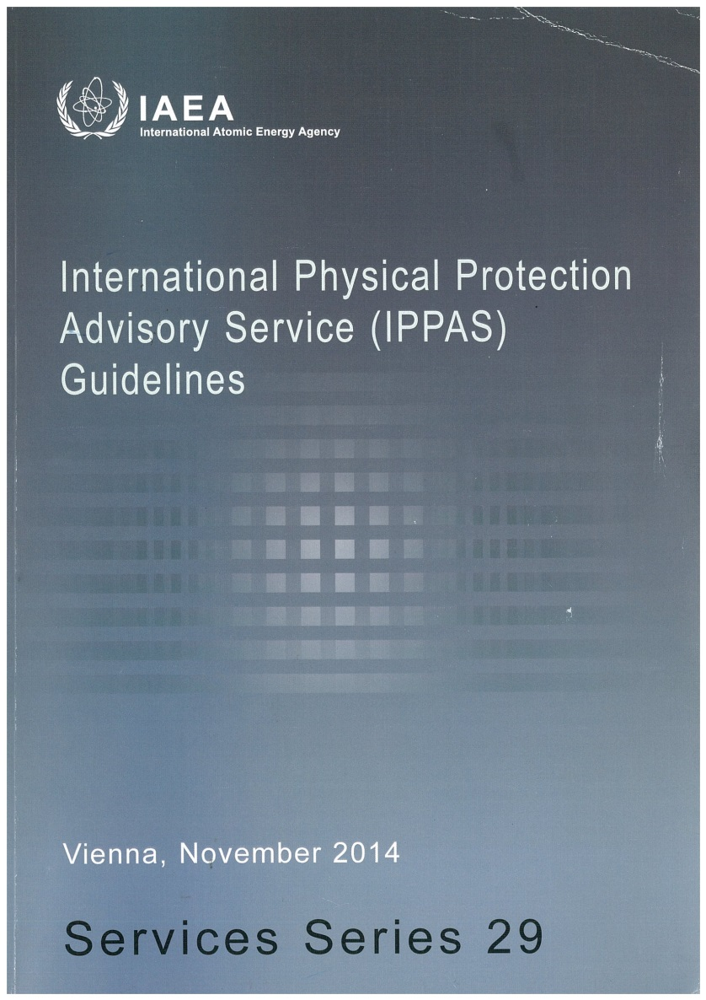 IAEA
International Atomic Energy Agency
International Physical Protection
Advisory Service (IPPAS)
Guidelines
Vienna, November 2014
Services Series 29